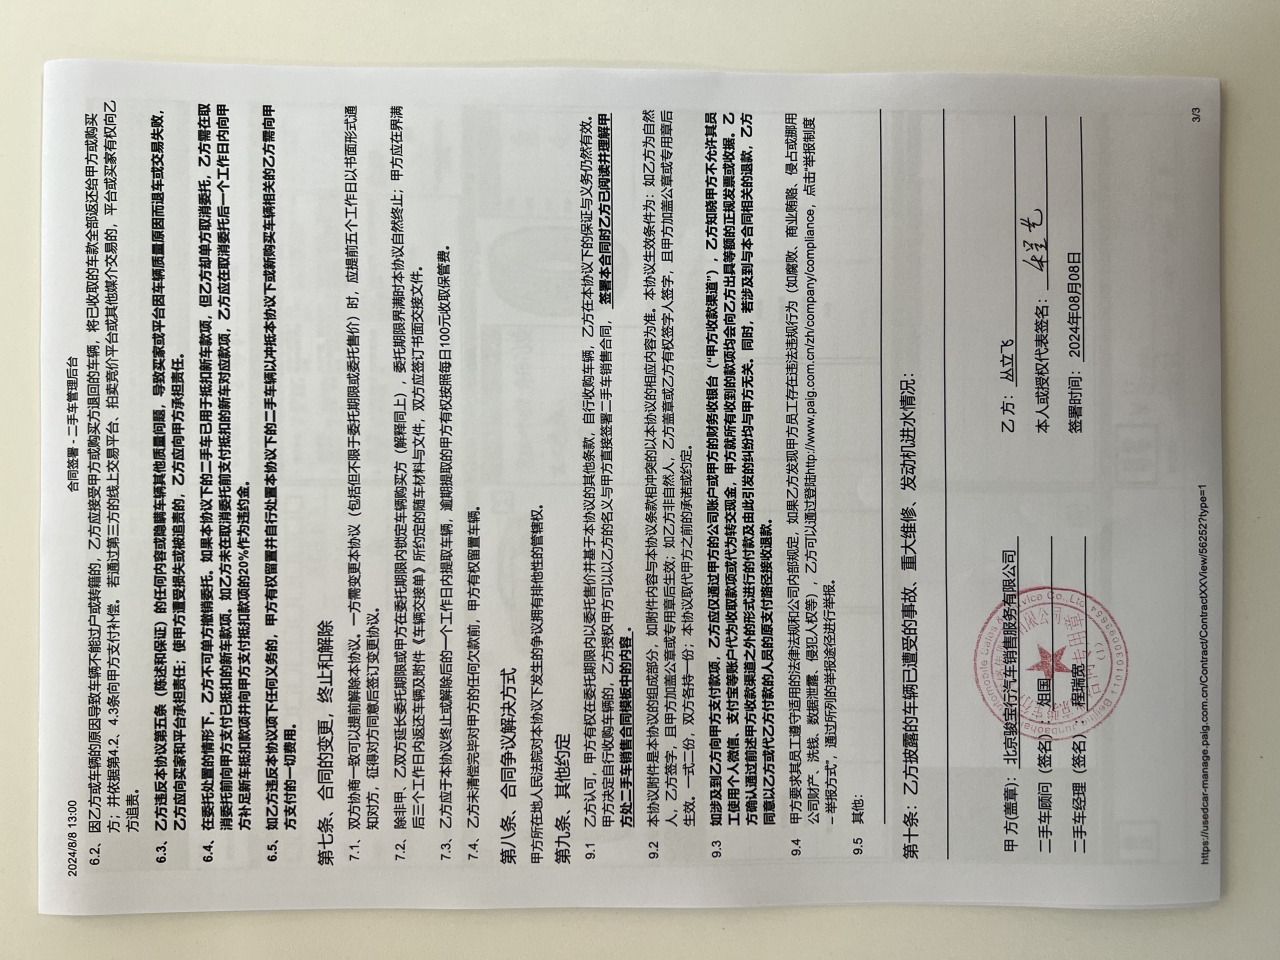 2024/8/8 13:00
合同签署 - 二手车管理后台
6.2、 因乙方或车辆的原因导致车辆不能过户或转籍的，乙方应接受甲方或购买方退回的车辆，将已收取的车款全部返还给甲方或购买
方；并依据第4.2、4.3条向甲方支付补偿。 若通过第三方的线上交易平台、拍卖竞价平台或其他媒介交易的，平台或买家有权向乙
方追责。
6.3、 乙方违反本协议第五条（陈述和保证）的任何内容或隐瞒车辆其他质量问题，导致买家或平台因车辆质量原因而退车或交易失败，
乙方应向买家和平台承担责任；使甲方遭受损失或被追责的，乙方应向甲方承担责任。
6.4、 在委托处置的情形下，乙方不可单方撤销委托。如果本协议下的二手车已用于抵扣新车款项，但乙方却单方取消委托，乙方需在取
消委托前向甲方支付已抵扣的新车款项。如乙方未在取消委托前支付抵扣的新车对应款项，乙方应在取消委托后一个工作日内向甲
方补足新车抵扣款项并向甲方支付抵扣款项的20%作为违约金。
6.5、 如乙方违反本协议项下任何义务的，甲方有权留置并自行处置本协议下的二手车辆以冲抵本协议下或新购买车辆相关的乙方需向甲
方支付的一切费用。
第七条、合同的变更，终止和解除
7.1、 双方协商一致可以提前解除本协议。一方需变更本协议（包括但不限于委托期限或委托售价）时，应提前五个工作日以书面形式通
知对方，征得对方同意后签订变更协议。
7.2、 除非甲、乙双方延长委托期限或甲方在委托期限内锁定车辆购买方（解释同上），委托期限界满时本协议自然终止；甲方应在界满
后三个工作日内返还车辆及附件《车辆交接单》所约定的随车材料与文件，双方应签订书面交接文件。
7.3、 乙方应于本协议终止或解除后的一个工作日内提取车辆，逾期提取的甲方有权按照每日100元收取保管费。
7.4、 乙方未清偿完毕对甲方的任何欠款前，甲方有权留置车辆。
第八条、合同争议解决方式
甲方所在地人民法院对本协议下发生的争议拥有排他性的管辖权。
第九条、其他约定
9.1 乙方认可，甲方有权在委托期限内以委托售价并基于本协议的其他条款，自行收购车辆，乙方在本协议下的保证与义务仍然有效。
甲方决定自行收购车辆的，乙方授权甲方可以以乙方的名义与甲方直接签署二手车销售合同，签署本合同时乙方已阅读并理解甲
方处二手车销售合同模板中的内容。
9.2 本协议附件是本协议的组成部分，如附件内容与本协议条款相冲突的以本协议的相应内容为准。本协议生效条件为：如乙方为自然
人，乙方签字，且甲方加盖公章或专用章后生效；如乙方非自然人，乙方盖章或乙方有权签字人签字，且甲方加盖公章或专用章后
生效。一式二份，双方各持一份；本协议取代甲方之前的承诺或约定。
9.3 如涉及到乙方向甲方支付款项，乙方应仅通过甲方的公司账户或甲方的财务收银台（“甲方收款渠道”），乙方知晓甲方不允许其员
工使用个人微信、支付宝等账户代为收取款项或代为转交现金，甲方就所有收到的款项均会向乙方出具等额的正规发票或收据。乙
方确认通过前述甲方收款渠道之外的形式进行的付款及由此引发的纠纷均与甲方无关。同时，若涉及到与本合同相关的退款，乙方
同意以乙方或代乙方付款的人员的原支付路径接收退款。
9.4 甲方要求其员工遵守适用的法律法规和公司内部规定，如果乙方发现甲方员工存在违法违规行为（如腐败、商业贿赂、侵占或挪用
公司财产、洗钱、数据泄露、侵犯人权等），乙方可以通过登陆http://www.paig.com.cn/zh/company/compliance，点击“举报制度
－举报方式”，通过所列的举报途径进行举报。
9.5 其他:
第十条：乙方披露的车辆已遭受的事故、重大维修、发动机进水情况：
甲方(盖章)：北京骏宝行汽车销售服务有限公司
乙方：丛立飞
二手车顾问（签名）：
本人或授权代表签名：
二手车经理（签名）：程瑞宽
签署时间：2024年08月08日
https://usedcar-manage.paig.com.cn/Contract/ContractXXView/56252?type=1
3/3